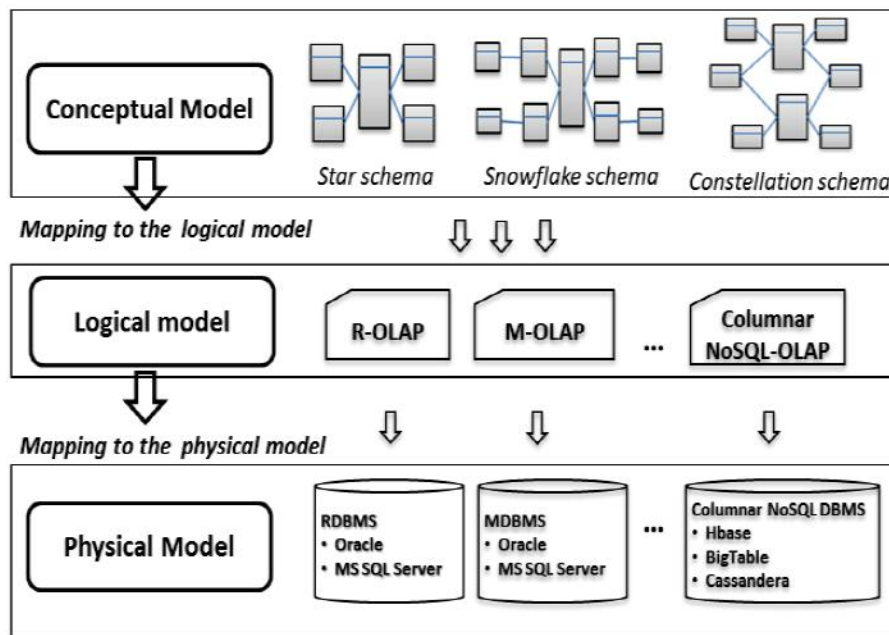 Conceptual Model
Star schema
Snowflake schema
Constellation schema
Mapping to the logical model
Logical model
R-OLAP
M-OLAP
...
Columnar
NoSQL-OLAP
Mapping to the physical model
Physical Model
RDBMS
• Oracle
• MS SQL Server
MDBMS
• Oracle
• MS SQL Server
...
Columnar NoSQL DBMS
• Hbase
• BigTable
• Cassandera